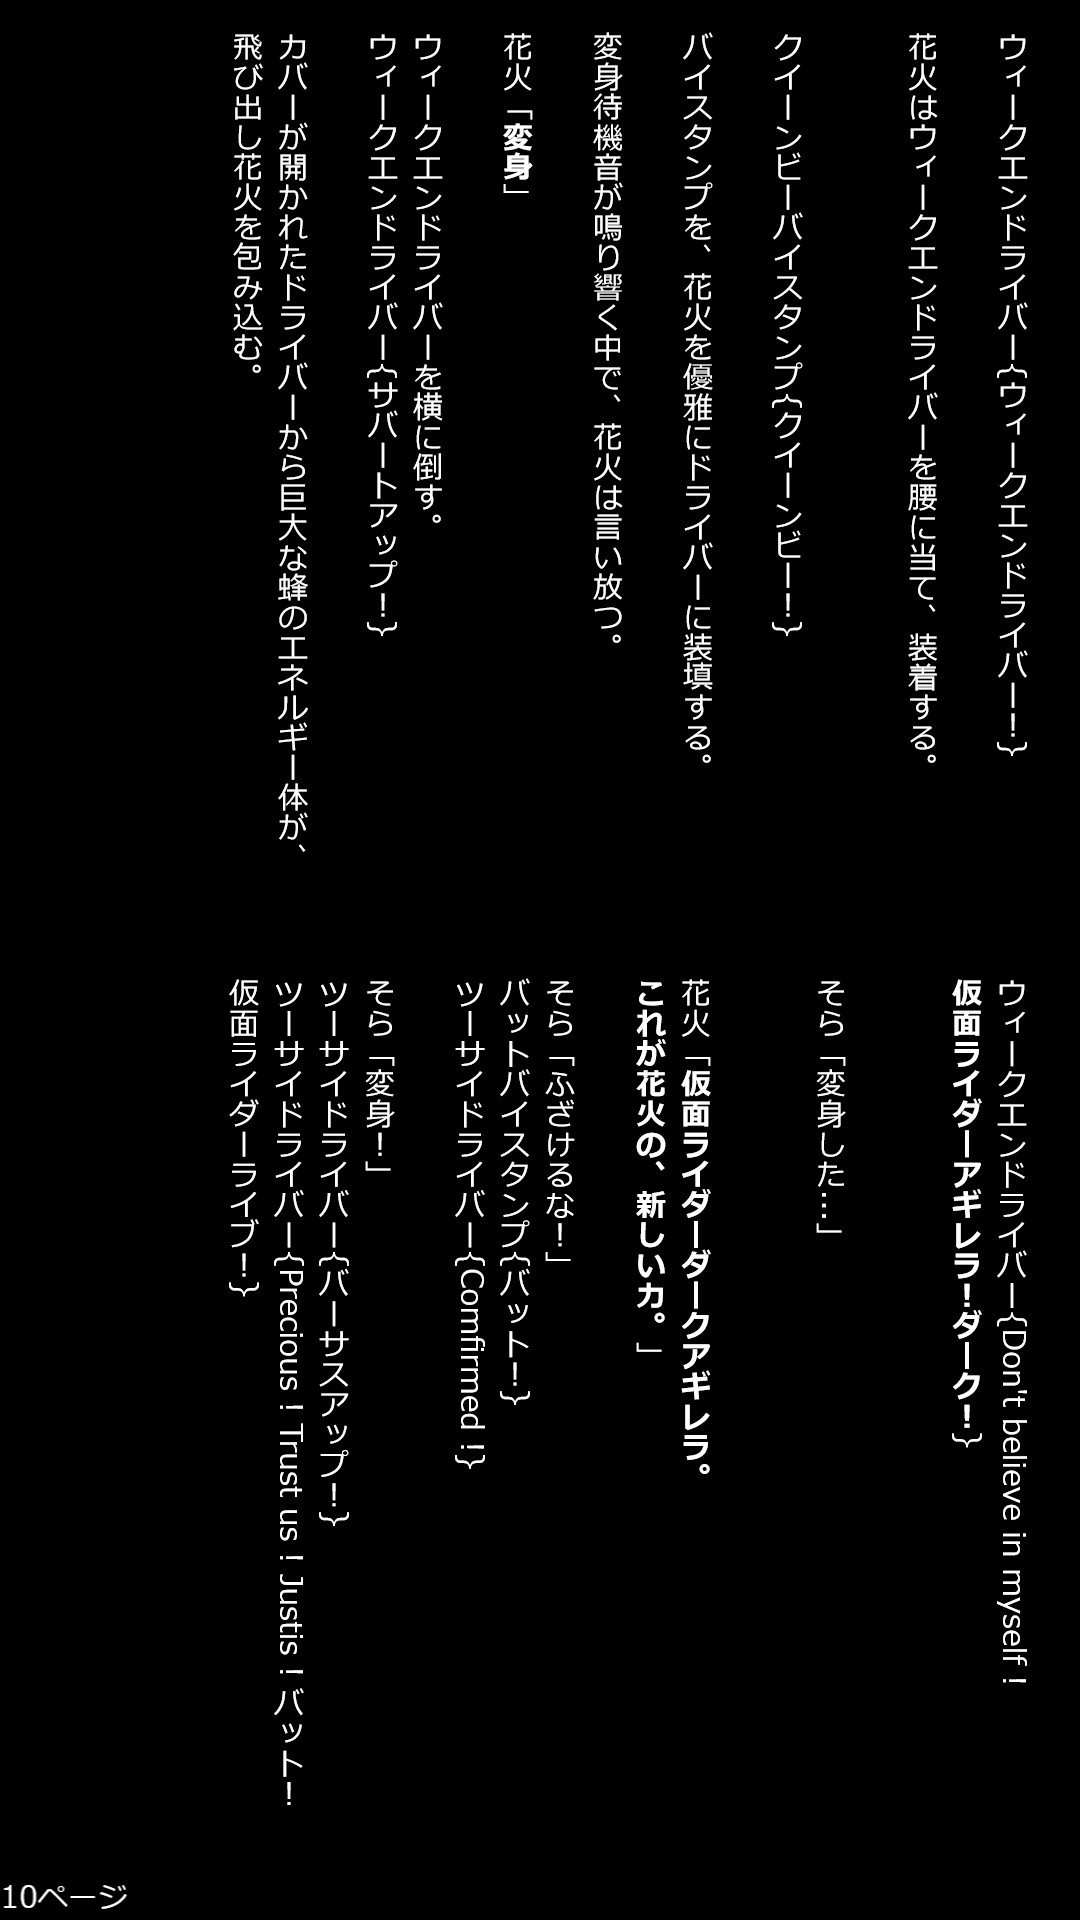 ウィークエンドライバー{ウィークエンドライバー！}
花火はウィークエンドライバーを腰に当て、装着する。
クイーンビーバイスタンプ{クイーンビー！}
バイスタンプを、花火を優雅にドライバーに装填する。
変身待機音が鳴り響く中で、花火は言い放つ。
花火「変身」
ウィークエンドライバーを横に倒す。
ウィークエンドライバー{サバートアップ！}
カバーが開かれたドライバーから巨大な蜂のエネルギー体が、
飛び出し花火を包み込む。
ウィークエンドライバー{Don't believe in myself！
仮面ライダーアギレラ！ダーク！}
そら「変身した…」
花火「仮面ライダーダークアギレラ。
これが花火の、新しい力。」
そら「ふざけるな！」
バットバイスタンプ{バット！}
ツーサイドライバー{Comfirmed！}
そら「変身！」
ツーサイドライバー{バーサスアップ！}
ツーサイドライバー{Precious！Trust us！Justis！バット！
仮面ライダーライブ！}
10ページ